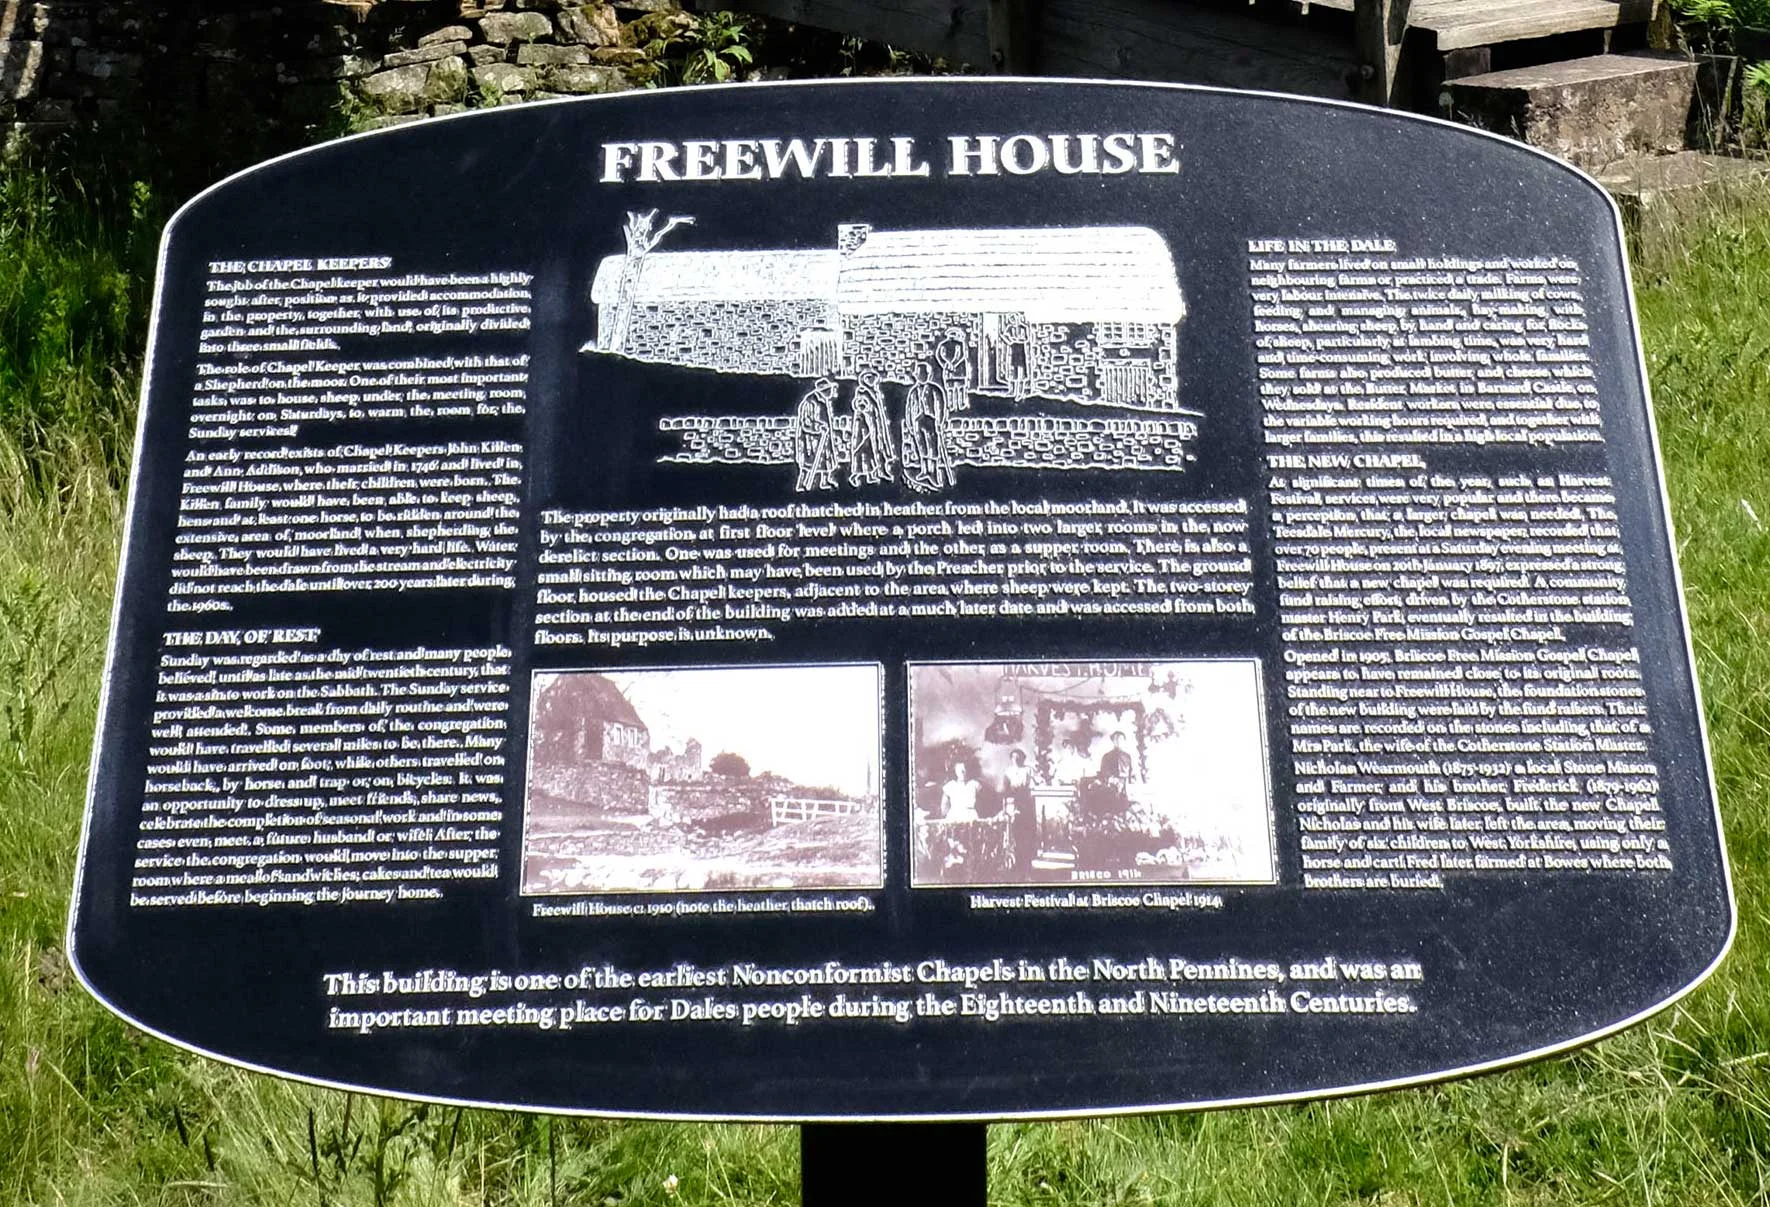 FREEWILL HOUSE
THE CHAPEL KEEPERS
The job of the Chapel keeper would have been a highly
sought after position as it provided accommodation
in the property, together with use of its productive
garden and the surrounding land, originally divided
into three small fields.
The role of Chapel Keeper was combined with that of
a Shepherd on the moor. One of their most important
tasks was to house sheep under the meeting room
overnight on Saturdays to warm the room for the
Sunday services!
An early record exists of Chapel Keepers John Killen
and Ann Addison, who married in 1746 and lived in
Freewill House, where their children were born. The
Killen family would have been able to keep sheep,
hens and at least one horse, to be ridden around the
extensive area of moorland when shepherding the
sheep. They would have lived a very hard life. Water
would have been drawn from the stream and electricity
did not reach the dale until over 200 years later during
the 1960s.
THE DAY OF REST
Sunday was regarded as a day of rest and many people
believed, until as late as the mid twentieth century, that
it was a sin to work on the Sabbath. The Sunday service
provided a welcome break from daily routine and were
well attended. Some members of the congregation
would have travelled several miles to be there. Many
would have arrived on foot, while others travelled on
horseback, by horse and trap or on bicycles. It was
an opportunity to dress up, meet friends, share news,
celebrate the completion of seasonal work and in some
cases even meet a future husband or wife! After the
service the congregation would move into the supper
room where a meal of sandwiches, cakes and tea would
be served before beginning the journey home.
The property originally had a roof thatched in heather from the local moorland. It was accessed
by the congregation at first floor level where a porch led into two larger rooms in the now
derelict section. One was used for meetings and the other as a supper room. There is also a
small sitting room which may have been used by the Preacher prior to the service. The ground
floor housed the Chapel keepers, adjacent to the area where sheep were kept. The two-storey
section at the end of the building was added at a much later date and was accessed from both
floors. Its purpose is unknown.
HARVEST HOME
BRISCO 1914
Freewill House c. 1910 (note the heather thatch roof).
Harvest Festival at Briscoe Chapel 1914.
LIFE IN THE DALE
Many farmers lived on small holdings and worked on
neighbouring farms or practiced a trade. Farms were
very labour intensive. The twice daily milking of cows,
feeding and managing animals, hay-making with
horses, shearing sheep by hand and caring for flocks
of sheep, particularly at lambing time, was very hard
and time-consuming work involving whole families.
Some farms also produced butter and cheese, which
they sold at the Butter Market in Barnard Castle on
Wednesdays. Resident workers were essential due to
the variable working hours required, and together with
larger families, this resulted in a high local population.
THE NEW CHAPEL
At significant times of the year, such as Harvest
Festival, services were very popular and there became
a perception that a larger chapel was needed. The
Teesdale Mercury, the local newspaper, recorded that
over 70 people, present at a Saturday evening meeting at
Freewill House on 20th January 1897, expressed a strong
belief that a new chapel was required. A community
fund raising effort, driven by the Cotherstone station
master Henry Park, eventually resulted in the building
of the Briscoe Free Mission Gospel Chapel.
Opened in 1905, Briscoe Free Mission Gospel Chapel
appears to have remained close to its original roots.
Standing near to Freewill House, the foundation stones
of the new building were laid by the fund raisers. Their
names are recorded on the stones including that of a
Mrs Park, the wife of the Cotherstone Station Master.
Nicholas Wearmouth (1875-1932) a local Stone Mason
and Farmer, and his brother, Frederick (1879-1962)
originally from West Briscoe, built the new Chapel.
Nicholas and his wife later left the area, moving their
family of six children to West Yorkshire, using only a
horse and cart! Fred later farmed at Bowes where both
brothers are buried.
This building is one of the earliest Nonconformist Chapels in the North Pennines, and was an
important meeting place for Dales people during the Eighteenth and Nineteenth Centuries.